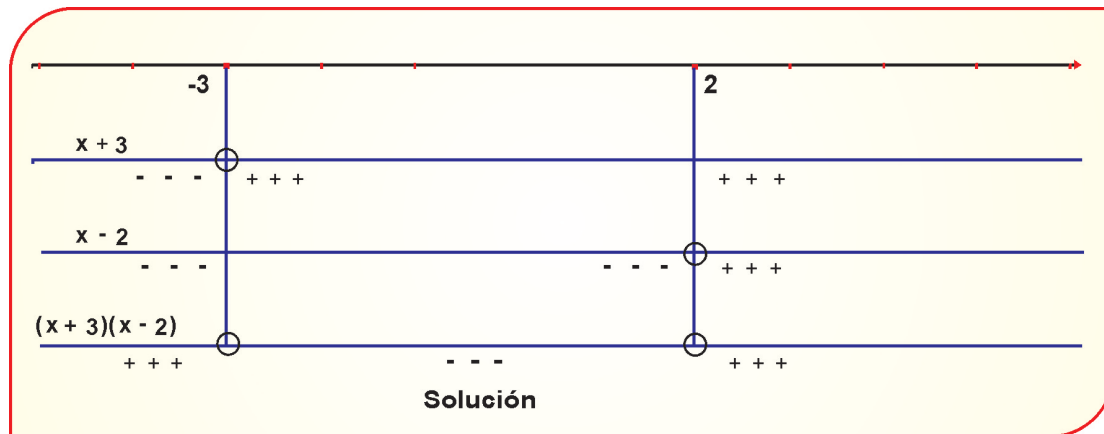 -3 2
x + 3
- - - + + + + + +
x - 2
- - - - - - + + +
(x + 3)(x - 2)
+ + + - - - + + +
Solución